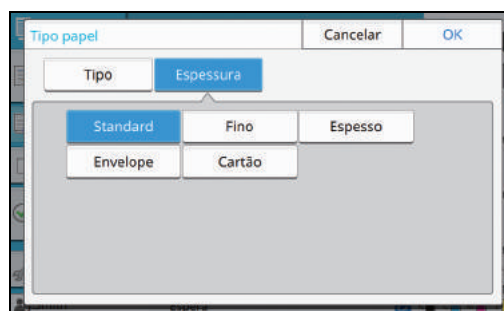 Tipo papel Cancelar OK
Tipo Espessura
Standard Fino Espesso
Envelope Cartão